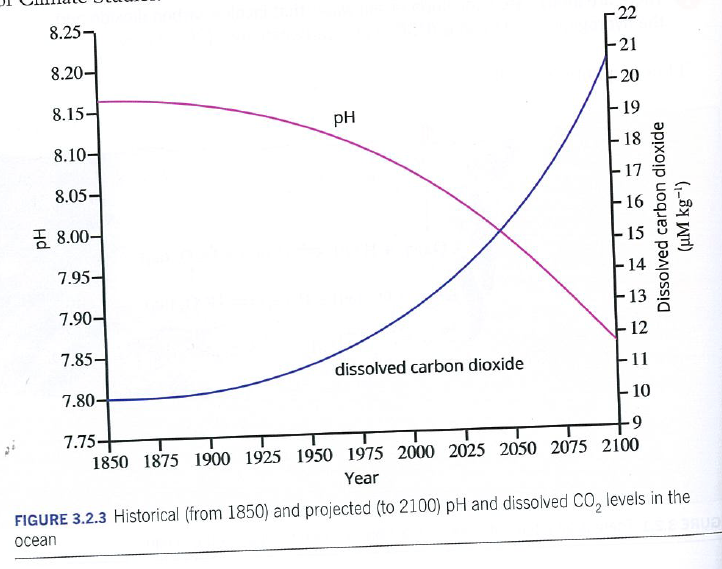 of Climate Studies.
8.25
8.20
8.15
8.10
8.05
8.00
7.95
7.90
7.85
7.80
7.75
pH
22
21
20
19
18
17
16
15
14
13
12
11
10
9
Dissolved carbon dioxide
(μM kg⁻¹)
pH
dissolved carbon dioxide
1850 1875 1900 1925 1950 1975 2000 2025 2050 2075 2100
Year
FIGURE 3.2.3 Historical (from 1850) and projected (to 2100) pH and dissolved CO₂ levels in the
ocean